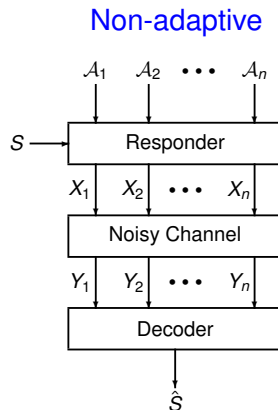 Non-adaptive
𝒜₁ 𝒜₂ ••• 𝒜ₙ
S Responder
X₁ X₂ ••• Xₙ
Noisy Channel
Y₁ Y₂ ••• Yₙ
Decoder
Ŝ